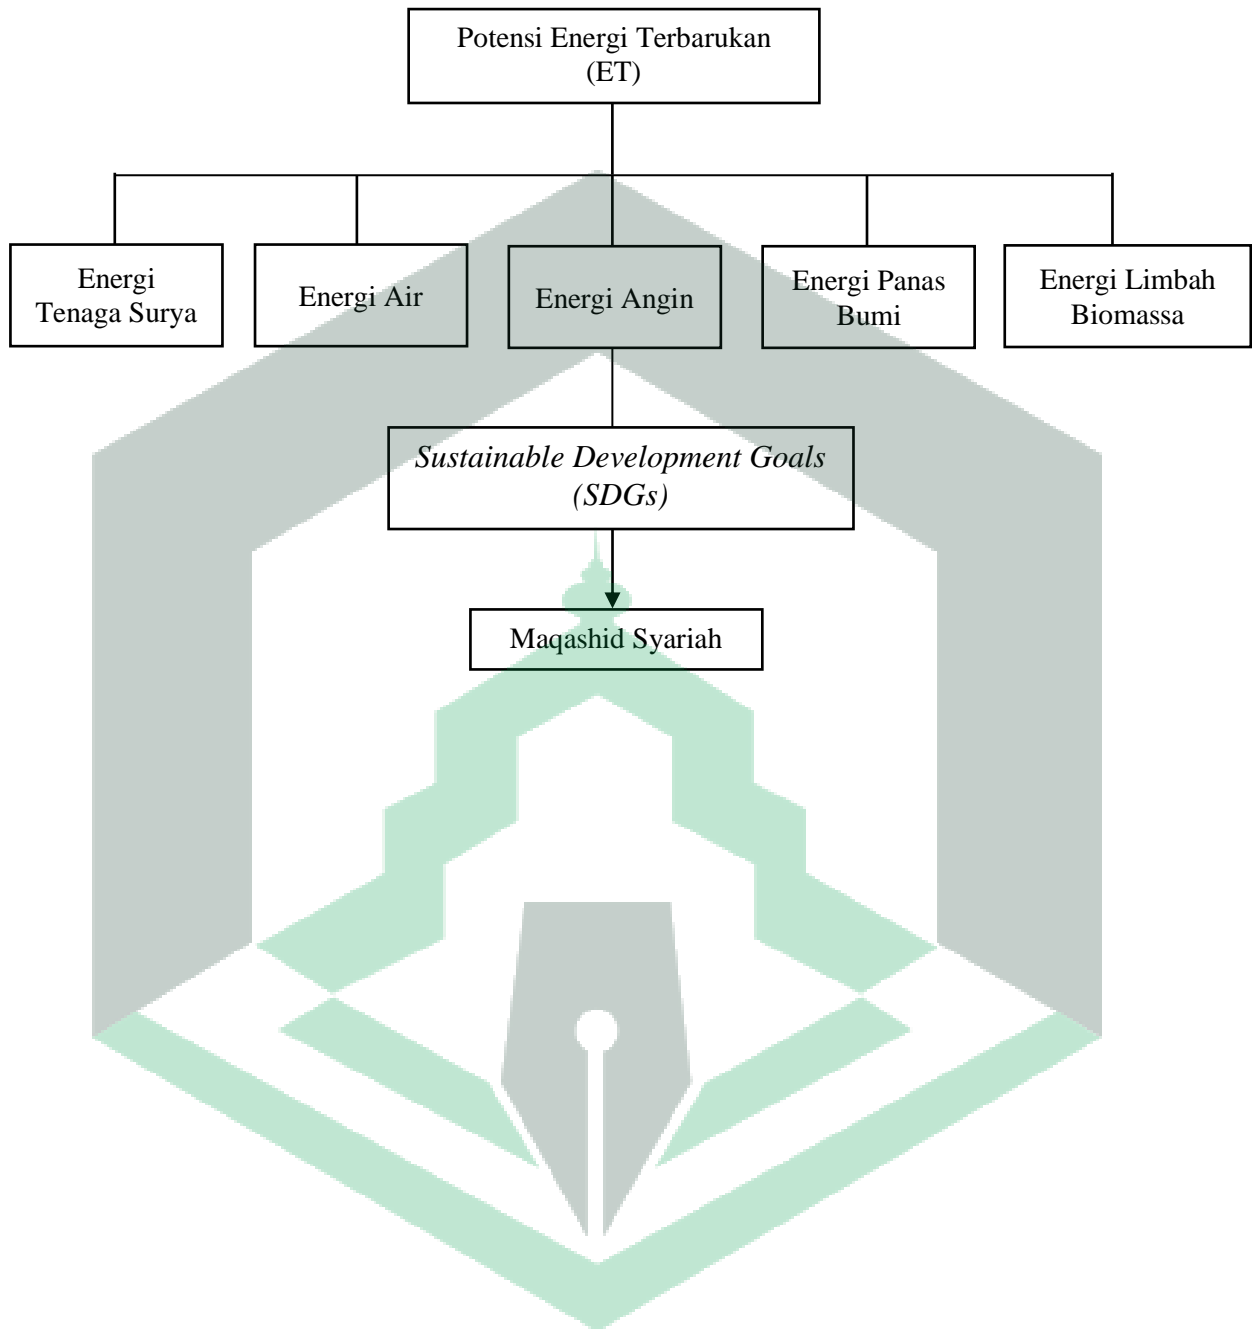 Potensi Energi Terbarukan
(ET)
Energi
Tenaga Surya
Energi Air
Energi Angin
Energi Panas
Bumi
Energi Limbah
Biomassa
Sustainable Development Goals
(SDGs)
Maqashid Syariah